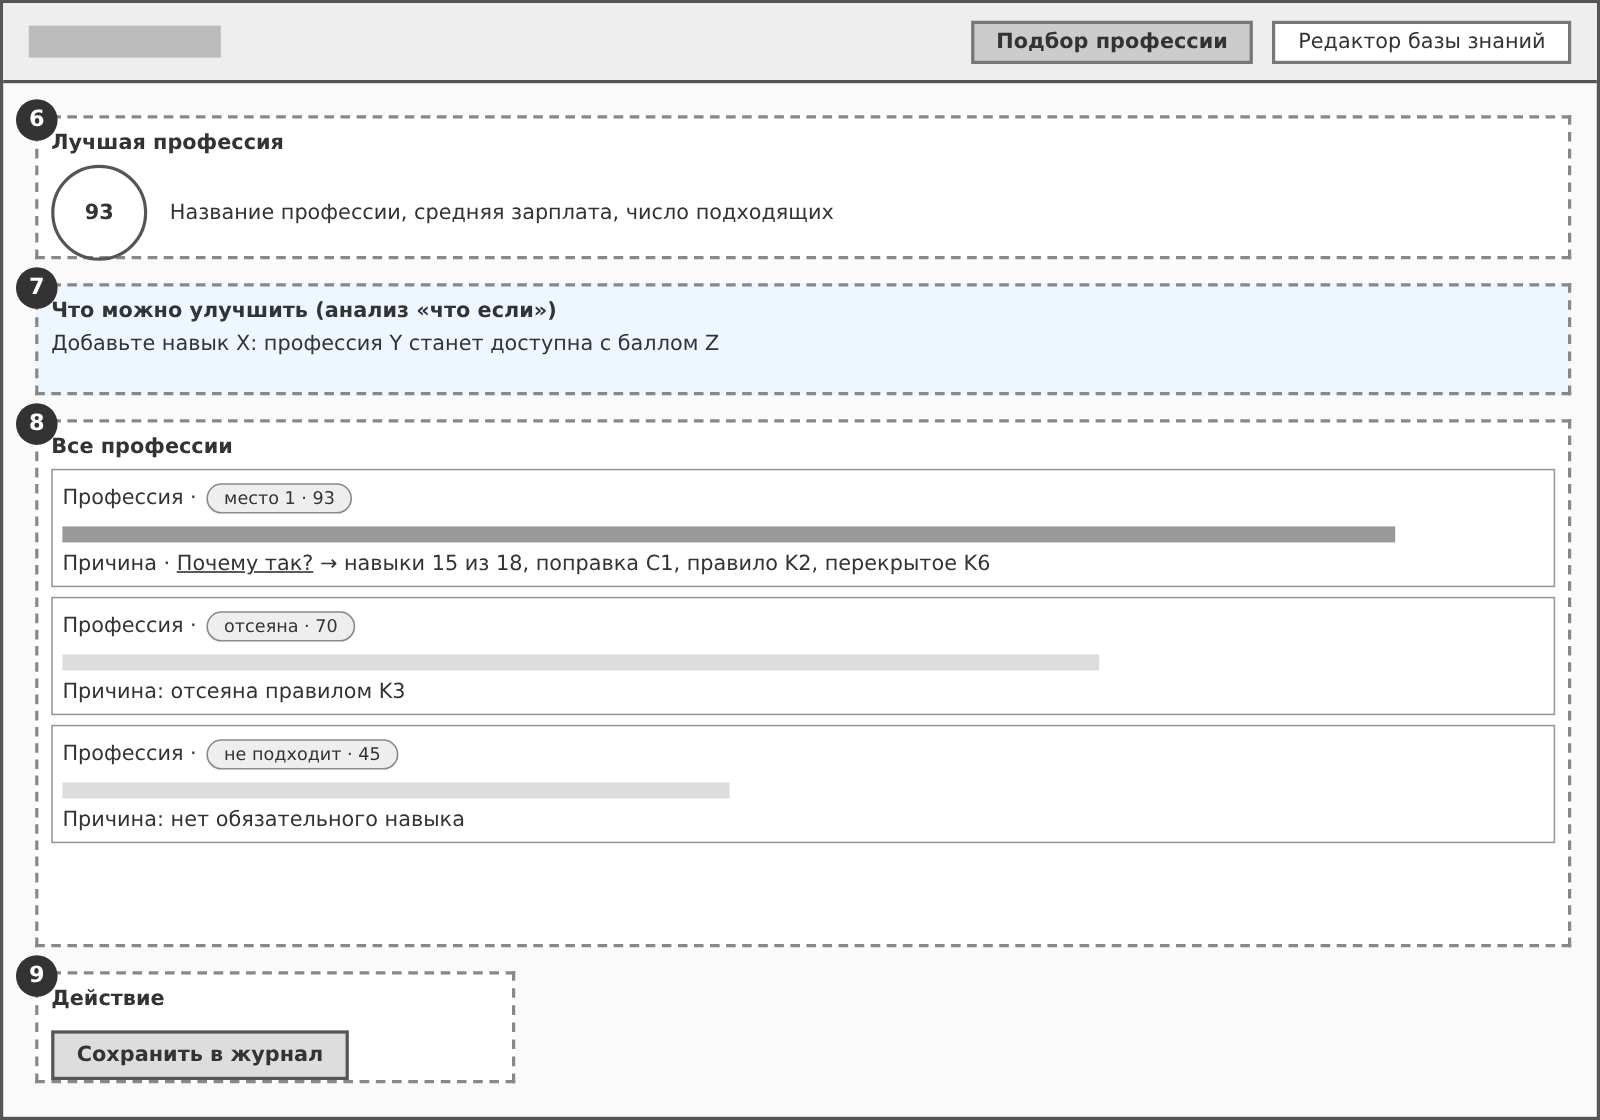 Подбор профессии
Редактор базы знаний
6
Лучшая профессия
93
Название профессии, средняя зарплата, число подходящих
7
Что можно улучшить (анализ «что если»)
Добавьте навык X: профессия Y станет доступна с баллом Z
8
Все профессии
Профессия · место 1 · 93
Причина · Почему так? → навыки 15 из 18, поправка C1, правило K2, перекрытое K6
Профессия · отсеяна · 70
Причина: отсеяна правилом K3
Профессия · не подходит · 45
Причина: нет обязательного навыка
9
Действие
Сохранить в журнал